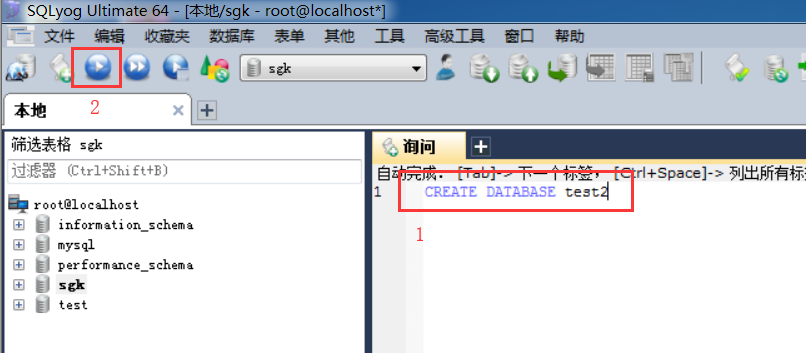 SQLyog Ultimate 64 - [本地/sgk - root@localhost*]
文件 编辑 收藏夹 数据库 表单 其他 工具 高级工具 窗口 帮助
sgk
2
本地
筛选表格 sgk
过滤器 (Ctrl+Shift+B)
root@localhost
information_schema
mysql
performance_schema
sgk
test
询问
自动完成: [Tab]-> 下一个标签, [Ctrl+Space]-> 列出所有标
1 CREATE DATABASE test2
1